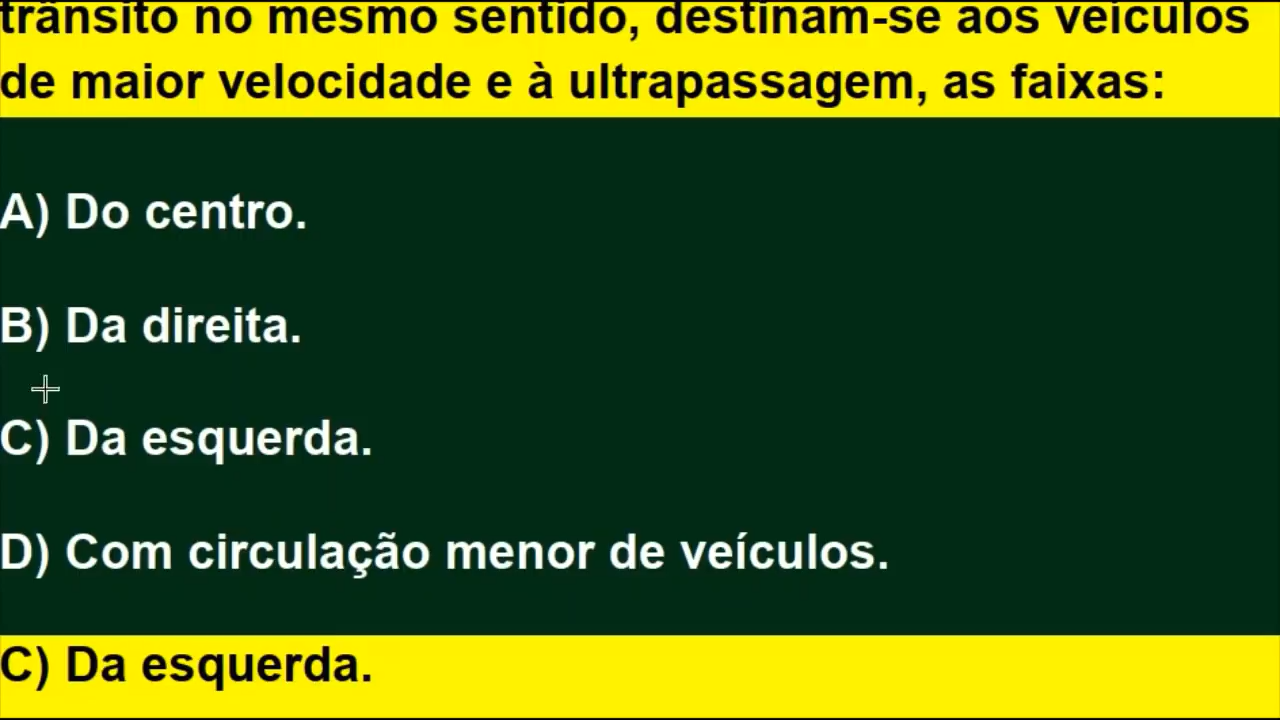 trânsito no mesmo sentido, destinam-se aos veículos
de maior velocidade e à ultrapassagem, as faixas:
A) Do centro.
B) Da direita.
C) Da esquerda.
D) Com circulação menor de veículos.
C) Da esquerda.